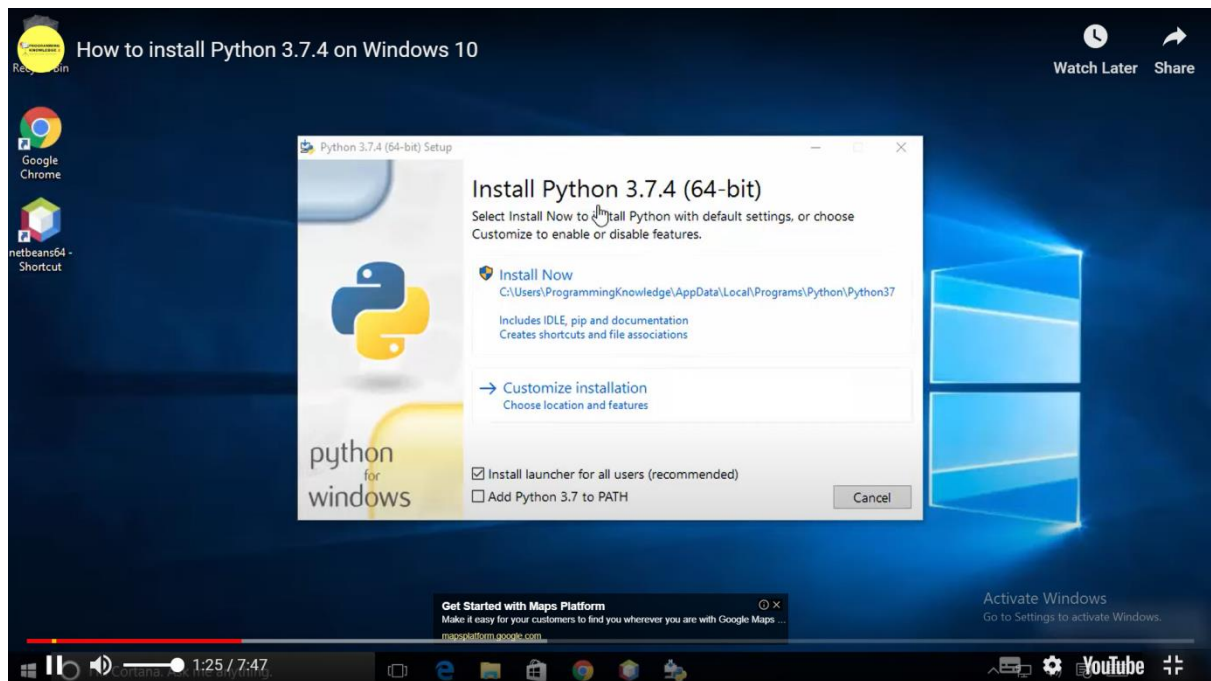 How to install Python 3.7.4 on Windows 10
Watch Later Share
Google
Chrome
netbeans64 -
Shortcut
Python 3.7.4 (64-bit) Setup
Install Python 3.7.4 (64-bit)
Select Install Now to install Python with default settings, or choose
Customize to enable or disable features.
Install Now
C:\Users\ProgrammingKnowledge\AppData\Local\Programs\Python\Python37
Includes IDLE, pip and documentation
Creates shortcuts and file associations
Customize installation
Choose location and features
python
for
windows
Install launcher for all users (recommended)
Add Python 3.7 to PATH
Cancel
Get Started with Maps Platform
Make it easy for your customers to find you wherever you are with Google Maps ...
mapsplatform.google.com
Activate Windows
Go to Settings to activate Windows.
1:25 / 7:47
YouTube